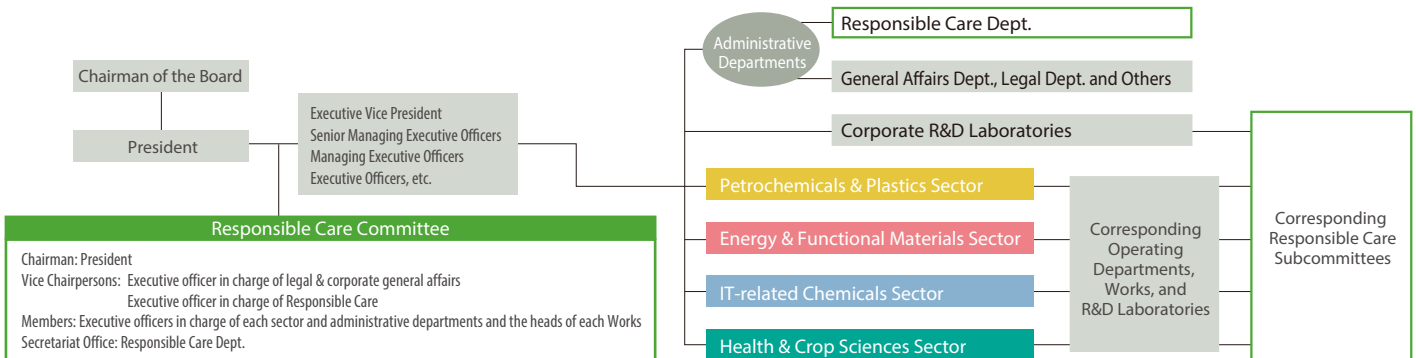 Chairman of the Board
President
Executive Vice President
Senior Managing Executive Officers
Managing Executive Officers
Executive Officers, etc.
Responsible Care Committee
Chairman: President
Vice Chairpersons: Executive officer in charge of legal & corporate general affairs
Executive officer in charge of Responsible Care
Members: Executive officers in charge of each sector and administrative departments and the heads of each Works
Secretariat Office: Responsible Care Dept.
Administrative
Departments
Responsible Care Dept.
General Affairs Dept., Legal Dept. and Others
Corporate R&D Laboratories
Petrochemicals & Plastics Sector
Energy & Functional Materials Sector
IT-related Chemicals Sector
Health & Crop Sciences Sector
Corresponding
Operating
Departments,
Works, and
R&D Laboratories
Corresponding
Responsible Care
Subcommittees